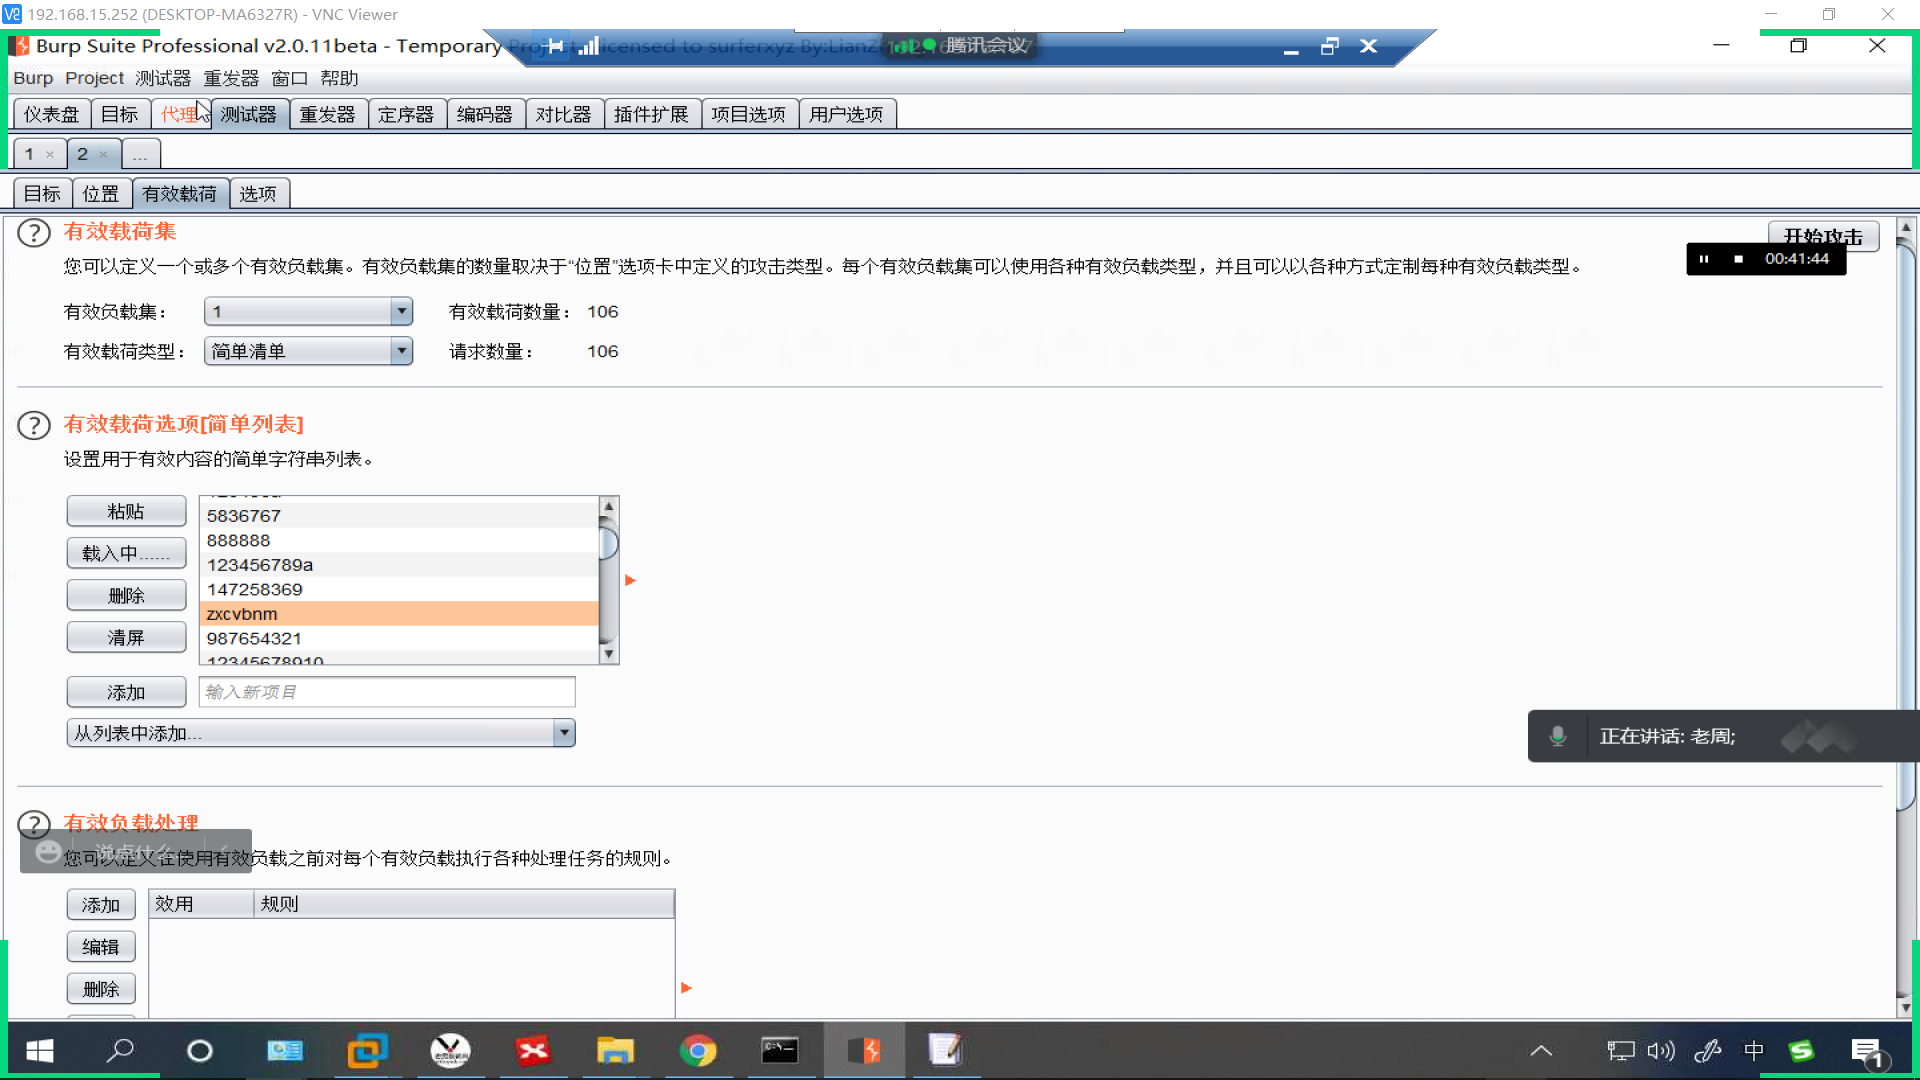 192.168.15.252 (DESKTOP-MA6327R) - VNC Viewer
Burp Suite Professional v2.0.11beta - Temporary Project - licensed to surferxyz By:LianZ
腾讯会议
Burp Project 测试器 重发器 窗口 帮助
仪表盘 目标 代理 测试器 重发器 定序器 编码器 对比器 插件扩展 项目选项 用户选项
1 × 2 × ...
目标 位置 有效载荷 选项
? 有效载荷集
开始攻击
您可以定义一个或多个有效负载集。有效负载集的数量取决于“位置”选项卡中定义的攻击类型。每个有效负载集可以使用各种有效负载类型，并且可以以各种方式定制每种有效负载类型。
00:41:44
有效负载集： 1 有效载荷数量： 106
有效载荷类型： 简单清单 请求数量： 106
? 有效载荷选项[简单列表]
设置用于有效内容的简单字符串列表。
粘贴
载入中......
删除
清屏
5836767
888888
123456789a
147258369
zxcvbnm
987654321
12345678910
添加 输入新项目
从列表中添加...
正在讲话: 老周;
? 有效负载处理
说点什么...
您可以定义在使用有效负载之前对每个有效负载执行各种处理任务的规则。
添加 效用 规则
编辑
删除
中
1